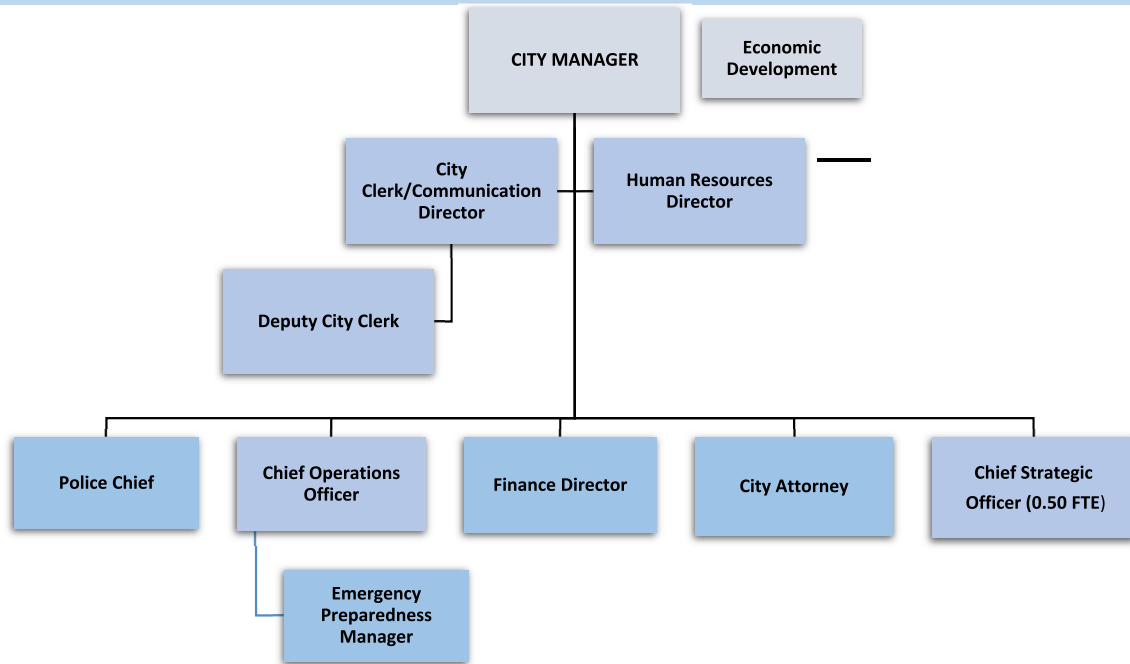 CITY MANAGER
Economic
Development
City
Clerk/Communication
Director
Human Resources
Director
Deputy City Clerk
Police Chief
Chief Operations
Officer
Finance Director
City Attorney
Chief Strategic
Officer (0.50 FTE)
Emergency
Preparedness
Manager